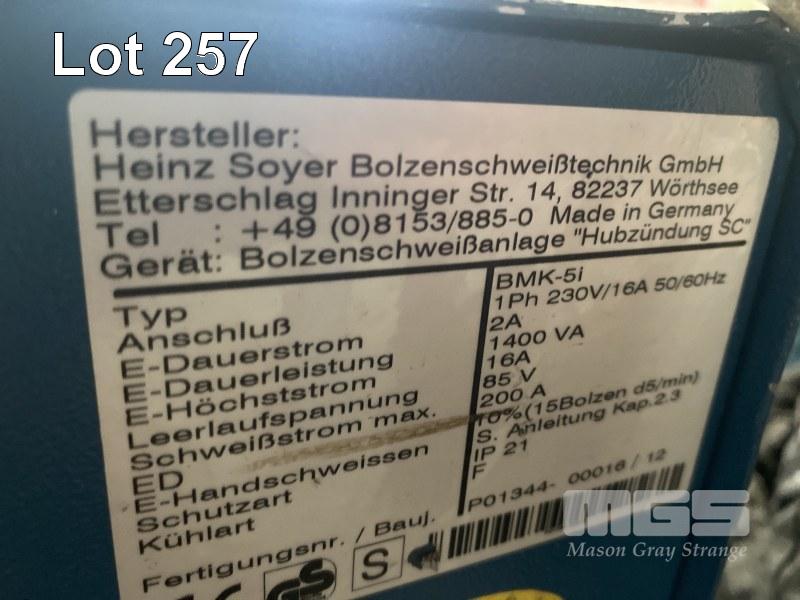 Lot 257
Hersteller:
Heinz Soyer Bolzenschweißtechnik GmbH
Etterschlag Inninger Str. 14, 82237 Wörthsee
Tel : +49 (0)8153/885-0 Made in Germany
Gerät: Bolzenschweißanlage "Hubzündung SC"
Typ BMK-5i
Anschluß 1Ph 230V/16A 50/60Hz
E-Dauerstrom 2A
E-Dauerleistung 1400 VA
E-Höchststrom 16A
Leerlaufspannung 85 V
Schweißstrom max. 200 A
ED 10% (15Bolzen d5/min)
E-Handschweissen S. Anleitung Kap.2.3
Schutzart IP 21
Kühlart F
Fertigungsnr. / Bauj. P01344- 00016 / 12
GS S
MGS
Mason Gray Strange